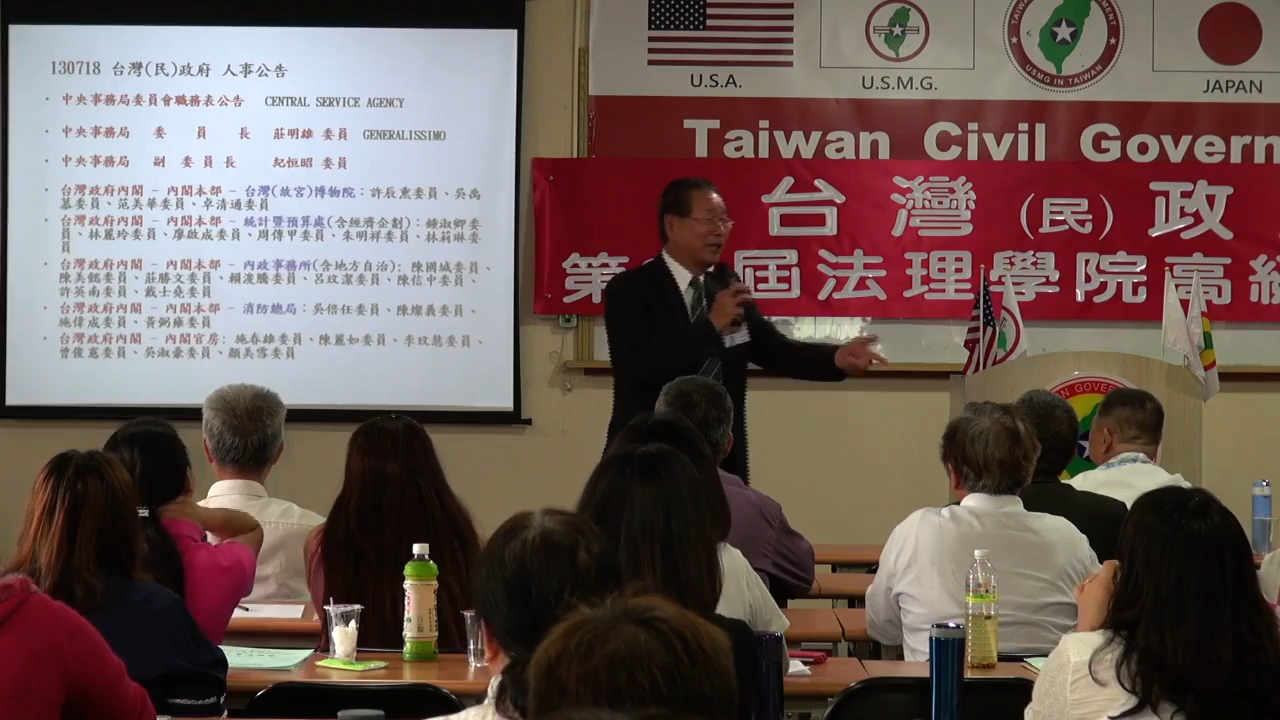 130718 台灣(民)政府 人事公告
• 中央事務局委員會職務表公告 CENTRAL SERVICE AGENCY
• 中央事務局 委 員 長 莊明雄 委員 GENERALISSIMO
• 中央事務局 副 委 員 長 紀恒昭 委員
• 台灣政府內閣 – 內閣本部 – 台灣(故宮)博物院：許辰熏委員、吳禹
慕委員、范美華委員、卓清通委員
• 台灣政府內閣 – 內閣本部 – 統計暨預算處(含經濟企劃)：鍾淑卿委
員、林麗玲委員、廖啟成委員、周傳甲委員、朱明祥委員、林莉琳委
員
• 台灣政府內閣 – 內閣本部 – 內政事務所(含地方自治): 陳國城委員、
陳美懿委員、莊勝文委員、賴浚騰委員、呂玟潔委員、陳信中委員、
許英南委員、戴士堯委員
• 台灣政府內閣 – 內閣本部 – 消防總局：吳倍任委員、陳燦義委員、
施偉成委員、黃弼雍委員
• 台灣政府內閣 – 內閣官房: 施春雄委員、陳麗如委員、李玟慧委員、
曾俊憲委員、吳淑豪委員、顏美雪委員
U.S.A.
U.S.M.G.
USMG IN TAIWAN
JAPAN
Taiwan Civil Govern
台灣(民)政
第 屆法理學院高